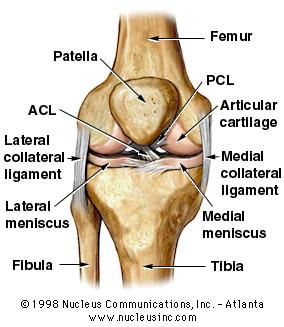 Femur
Patella
PCL
ACL
Articular
cartilage
Lateral
collateral
ligament
Medial
collateral
ligament
Lateral
meniscus
Medial
meniscus
Fibula
Tibia
© 1998 Nucleus Communications, Inc. - Atlanta
www.nucleusinc.com